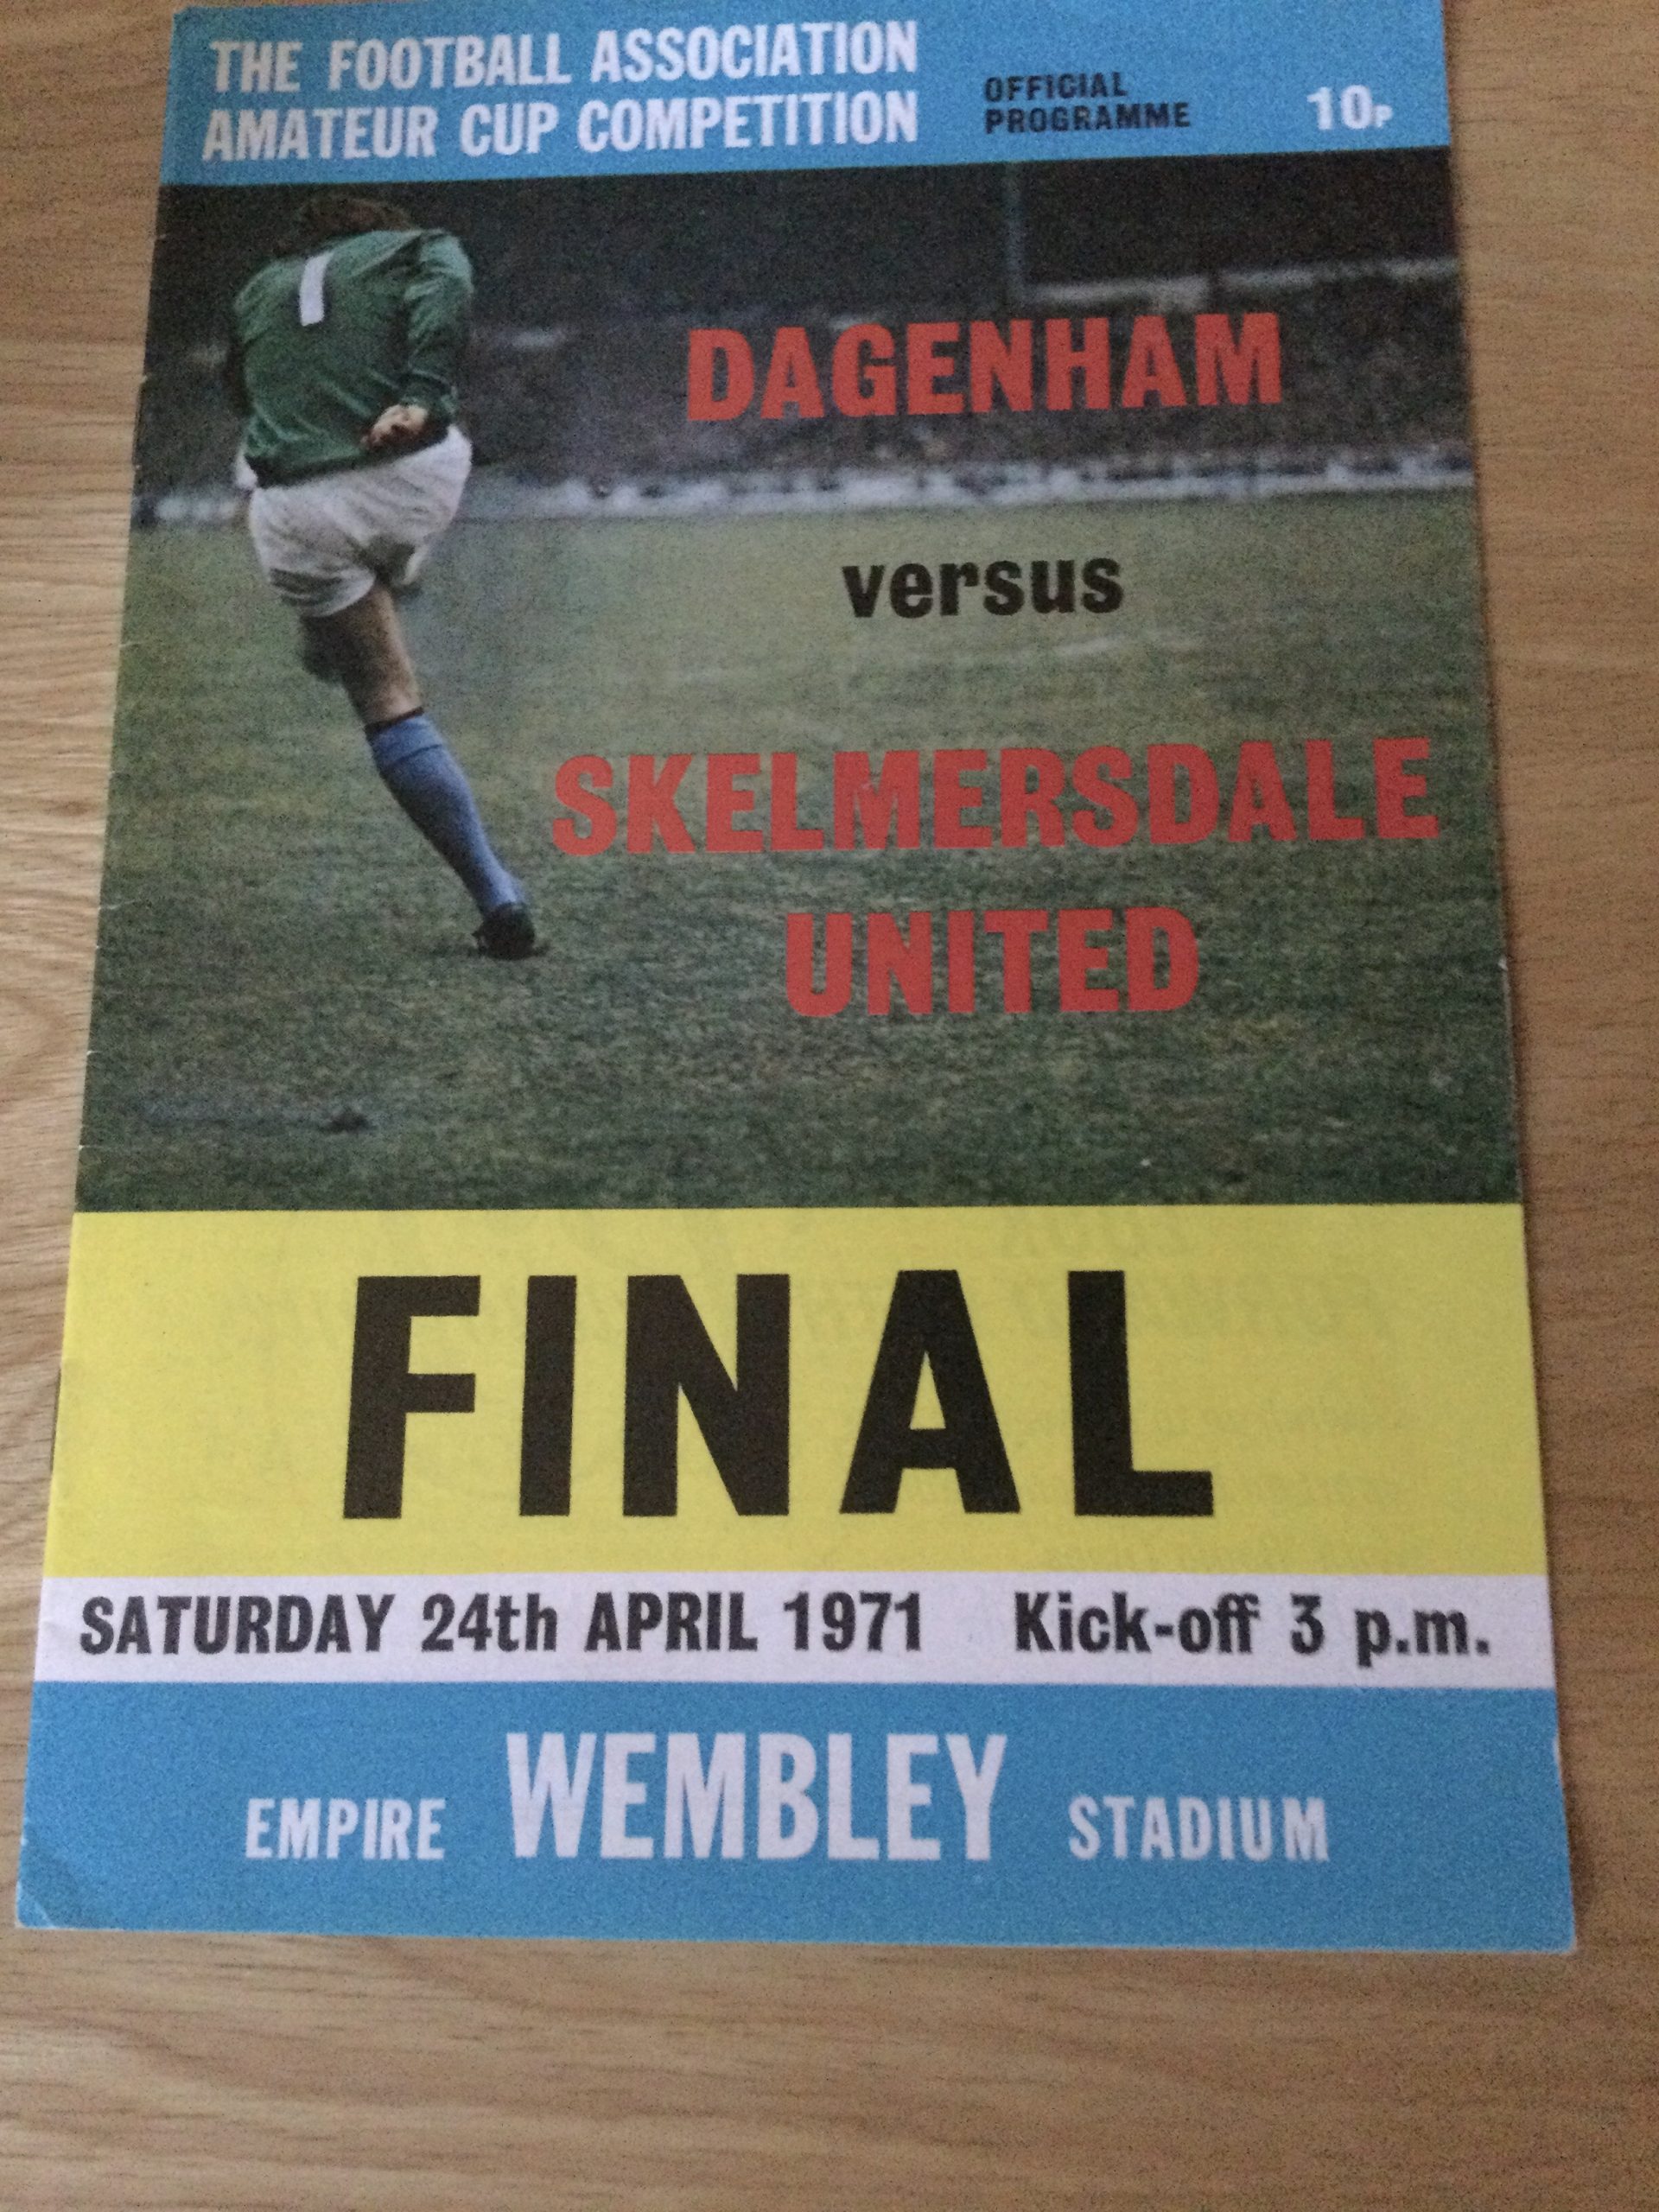 THE FOOTBALL ASSOCIATION
AMATEUR CUP COMPETITION
OFFICIAL
PROGRAMME
10P
1
DAGENHAM
versus
SKELMERSDALE
UNITED
FINAL
SATURDAY 24th APRIL 1971 Kick-off 3 p.m.
EMPIRE WEMBLEY STADIUM